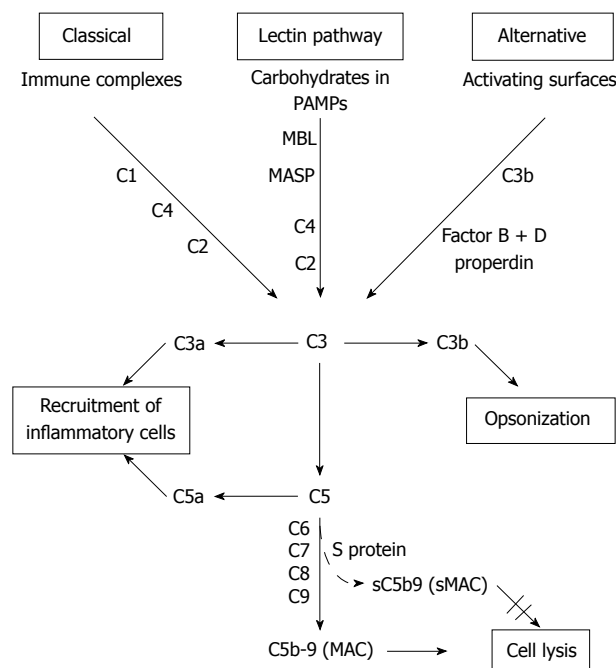 Classical
Lectin pathway
Alternative
Immune complexes
Carbohydrates in
PAMPs
Activating surfaces
MBL
C1
MASP
C3b
C4
C2
C4
C2
Factor B + D
properdin
C3a
C3
C3b
Recruitment of
inflammatory cells
Opsonization
C5a
C5
C6
C7
S protein
C8
C9
sC5b9 (sMAC)
C5b-9 (MAC)
Cell lysis